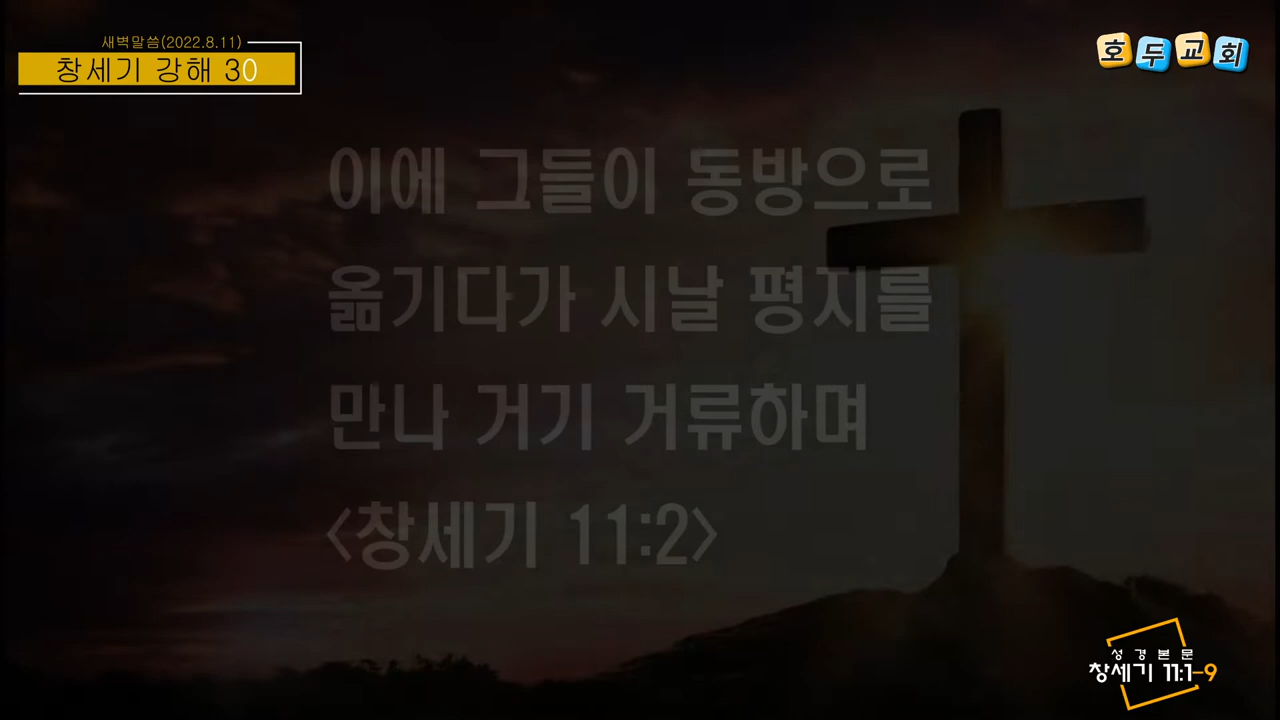 새벽말씀(2022.8.11)
창세기 강해 30
호두교회
이에 그들이 동방으로
옮기다가 시날 평지를
만나 거기 거류하며
<창세기 11:2>
성경본문
창세기 11:1-9